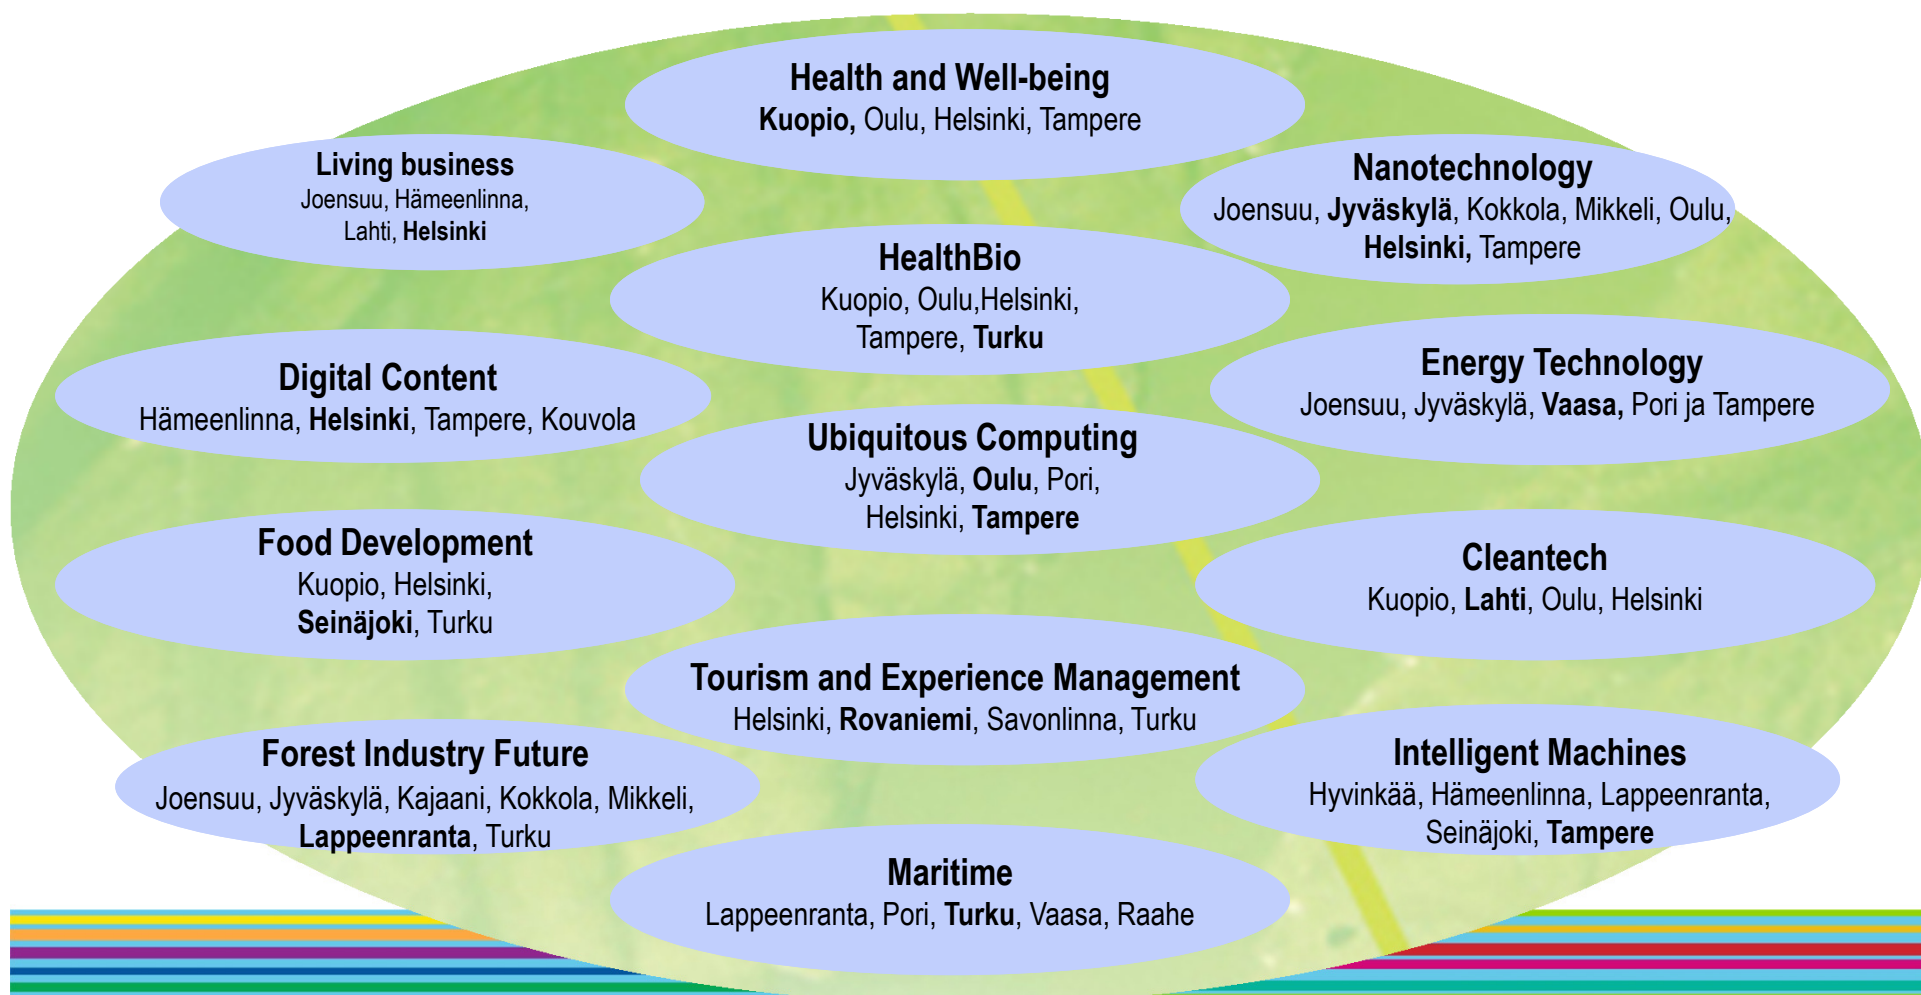 Health and Well-being
Kuopio, Oulu, Helsinki, Tampere
Living business
Joensuu, Hämeenlinna,
Lahti, Helsinki
Nanotechnology
Joensuu, Jyväskylä, Kokkola, Mikkeli, Oulu,
Helsinki, Tampere
HealthBio
Kuopio, Oulu,Helsinki,
Tampere, Turku
Digital Content
Hämeenlinna, Helsinki, Tampere, Kouvola
Energy Technology
Joensuu, Jyväskylä, Vaasa, Pori ja Tampere
Ubiquitous Computing
Jyväskylä, Oulu, Pori,
Helsinki, Tampere
Food Development
Kuopio, Helsinki,
Seinäjoki, Turku
Cleantech
Kuopio, Lahti, Oulu, Helsinki
Tourism and Experience Management
Helsinki, Rovaniemi, Savonlinna, Turku
Forest Industry Future
Joensuu, Jyväskylä, Kajaani, Kokkola, Mikkeli,
Lappeenranta, Turku
Intelligent Machines
Hyvinkää, Hämeenlinna, Lappeenranta,
Seinäjoki, Tampere
Maritime
Lappeenranta, Pori, Turku, Vaasa, Raahe